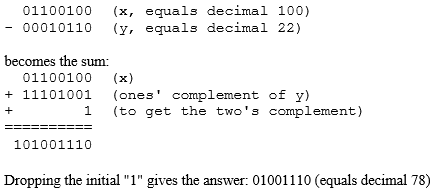 01100100  (x, equals decimal 100)
- 00010110  (y, equals decimal 22)
becomes the sum:
  01100100  (x)
+ 11101001  (ones' complement of y)
+        1  (to get the two's complement)
==========
 101001110
Dropping the initial "1" gives the answer: 01001110 (equals decimal 78)